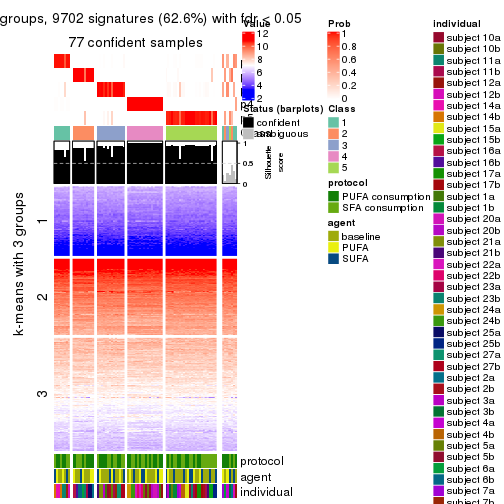 groups, 9702 signatures (62.6%) with fdr < 0.05
77 confident samples
Value
12
10
8
6
4
2
Prob
1
0.8
0.6
0.4
0.2
0
Status (barplots)
confident
ambiguous
Class
1
2
3
4
5
protocol
PUFA consumption
SFA consumption
agent
baseline
PUFA
SUFA
1
0.5
0
Silhouette
score
k-means with 3 groups
1
2
3
protocol
agent
individual
individual
subject 10a
subject 10b
subject 11a
subject 11b
subject 12a
subject 12b
subject 14a
subject 14b
subject 15a
subject 15b
subject 16a
subject 16b
subject 17a
subject 17b
subject 1a
subject 1b
subject 20a
subject 20b
subject 21a
subject 21b
subject 22a
subject 22b
subject 23a
subject 23b
subject 24a
subject 24b
subject 25a
subject 25b
subject 27a
subject 27b
subject 2a
subject 2b
subject 3a
subject 3b
subject 4a
subject 4b
subject 5a
subject 5b
subject 6a
subject 6b
subject 7a
subject 7b